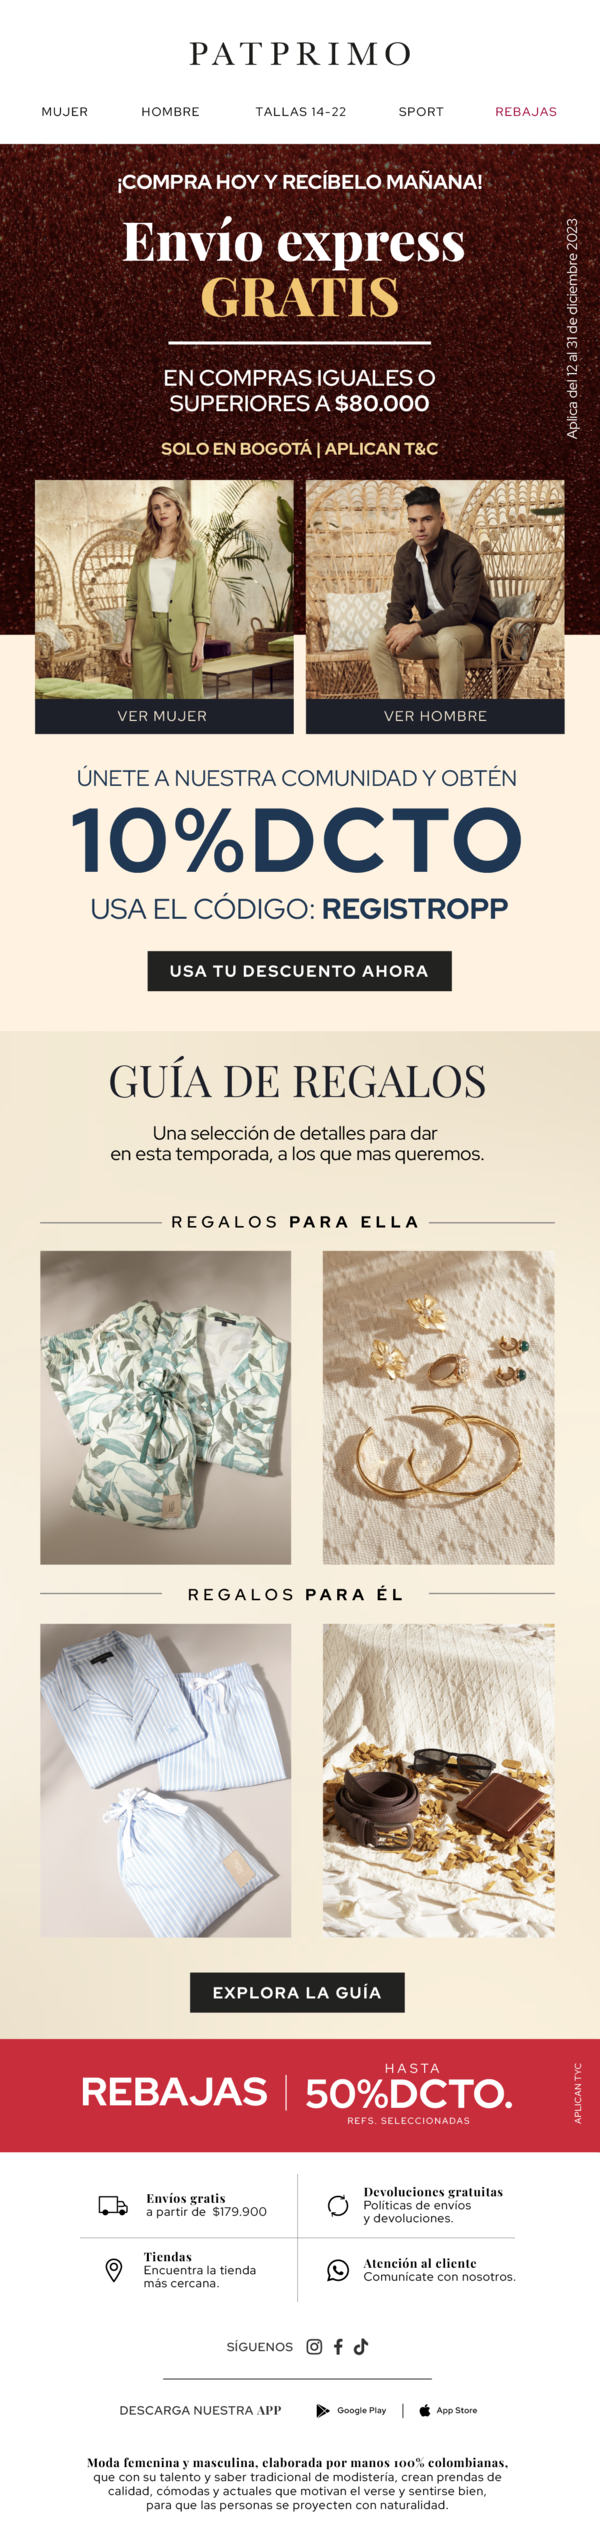 PATPRIMO
MUJER HOMBRE TALLAS 14-22 SPORT REBAJAS
¡COMPRA HOY Y RECÍBELO MAÑANA!
Envío express
GRATIS
EN COMPRAS IGUALES O
SUPERIORES A $80.000
SOLO EN BOGOTÁ | APLICAN T&C
Aplica del 12 al 31 de diciembre 2023
VER MUJER
VER HOMBRE
ÚNETE A NUESTRA COMUNIDAD Y OBTÉN
10%DCTO
USA EL CÓDIGO: REGISTROPP
USA TU DESCUENTO AHORA
GUÍA DE REGALOS
Una selección de detalles para dar
en esta temporada, a los que mas queremos.
REGALOS PARA ELLA
REGALOS PARA ÉL
EXPLORA LA GUÍA
REBAJAS
HASTA
50%DCTO.
REFS. SELECCIONADAS
APLICAN TYC
Envíos gratis
a partir de $179.900
Devoluciones gratuitas
Políticas de envíos
y devoluciones.
Tiendas
Encuentra la tienda
más cercana.
Atención al cliente
Comunícate con nosotros.
SÍGUENOS
DESCARGA NUESTRA APP
Google Play
App Store
Moda femenina y masculina, elaborada por manos 100% colombianas,
que con su talento y saber tradicional de modistería, crean prendas de
calidad, cómodas y actuales que motivan el verse y sentirse bien,
para que las personas se proyecten con naturalidad.